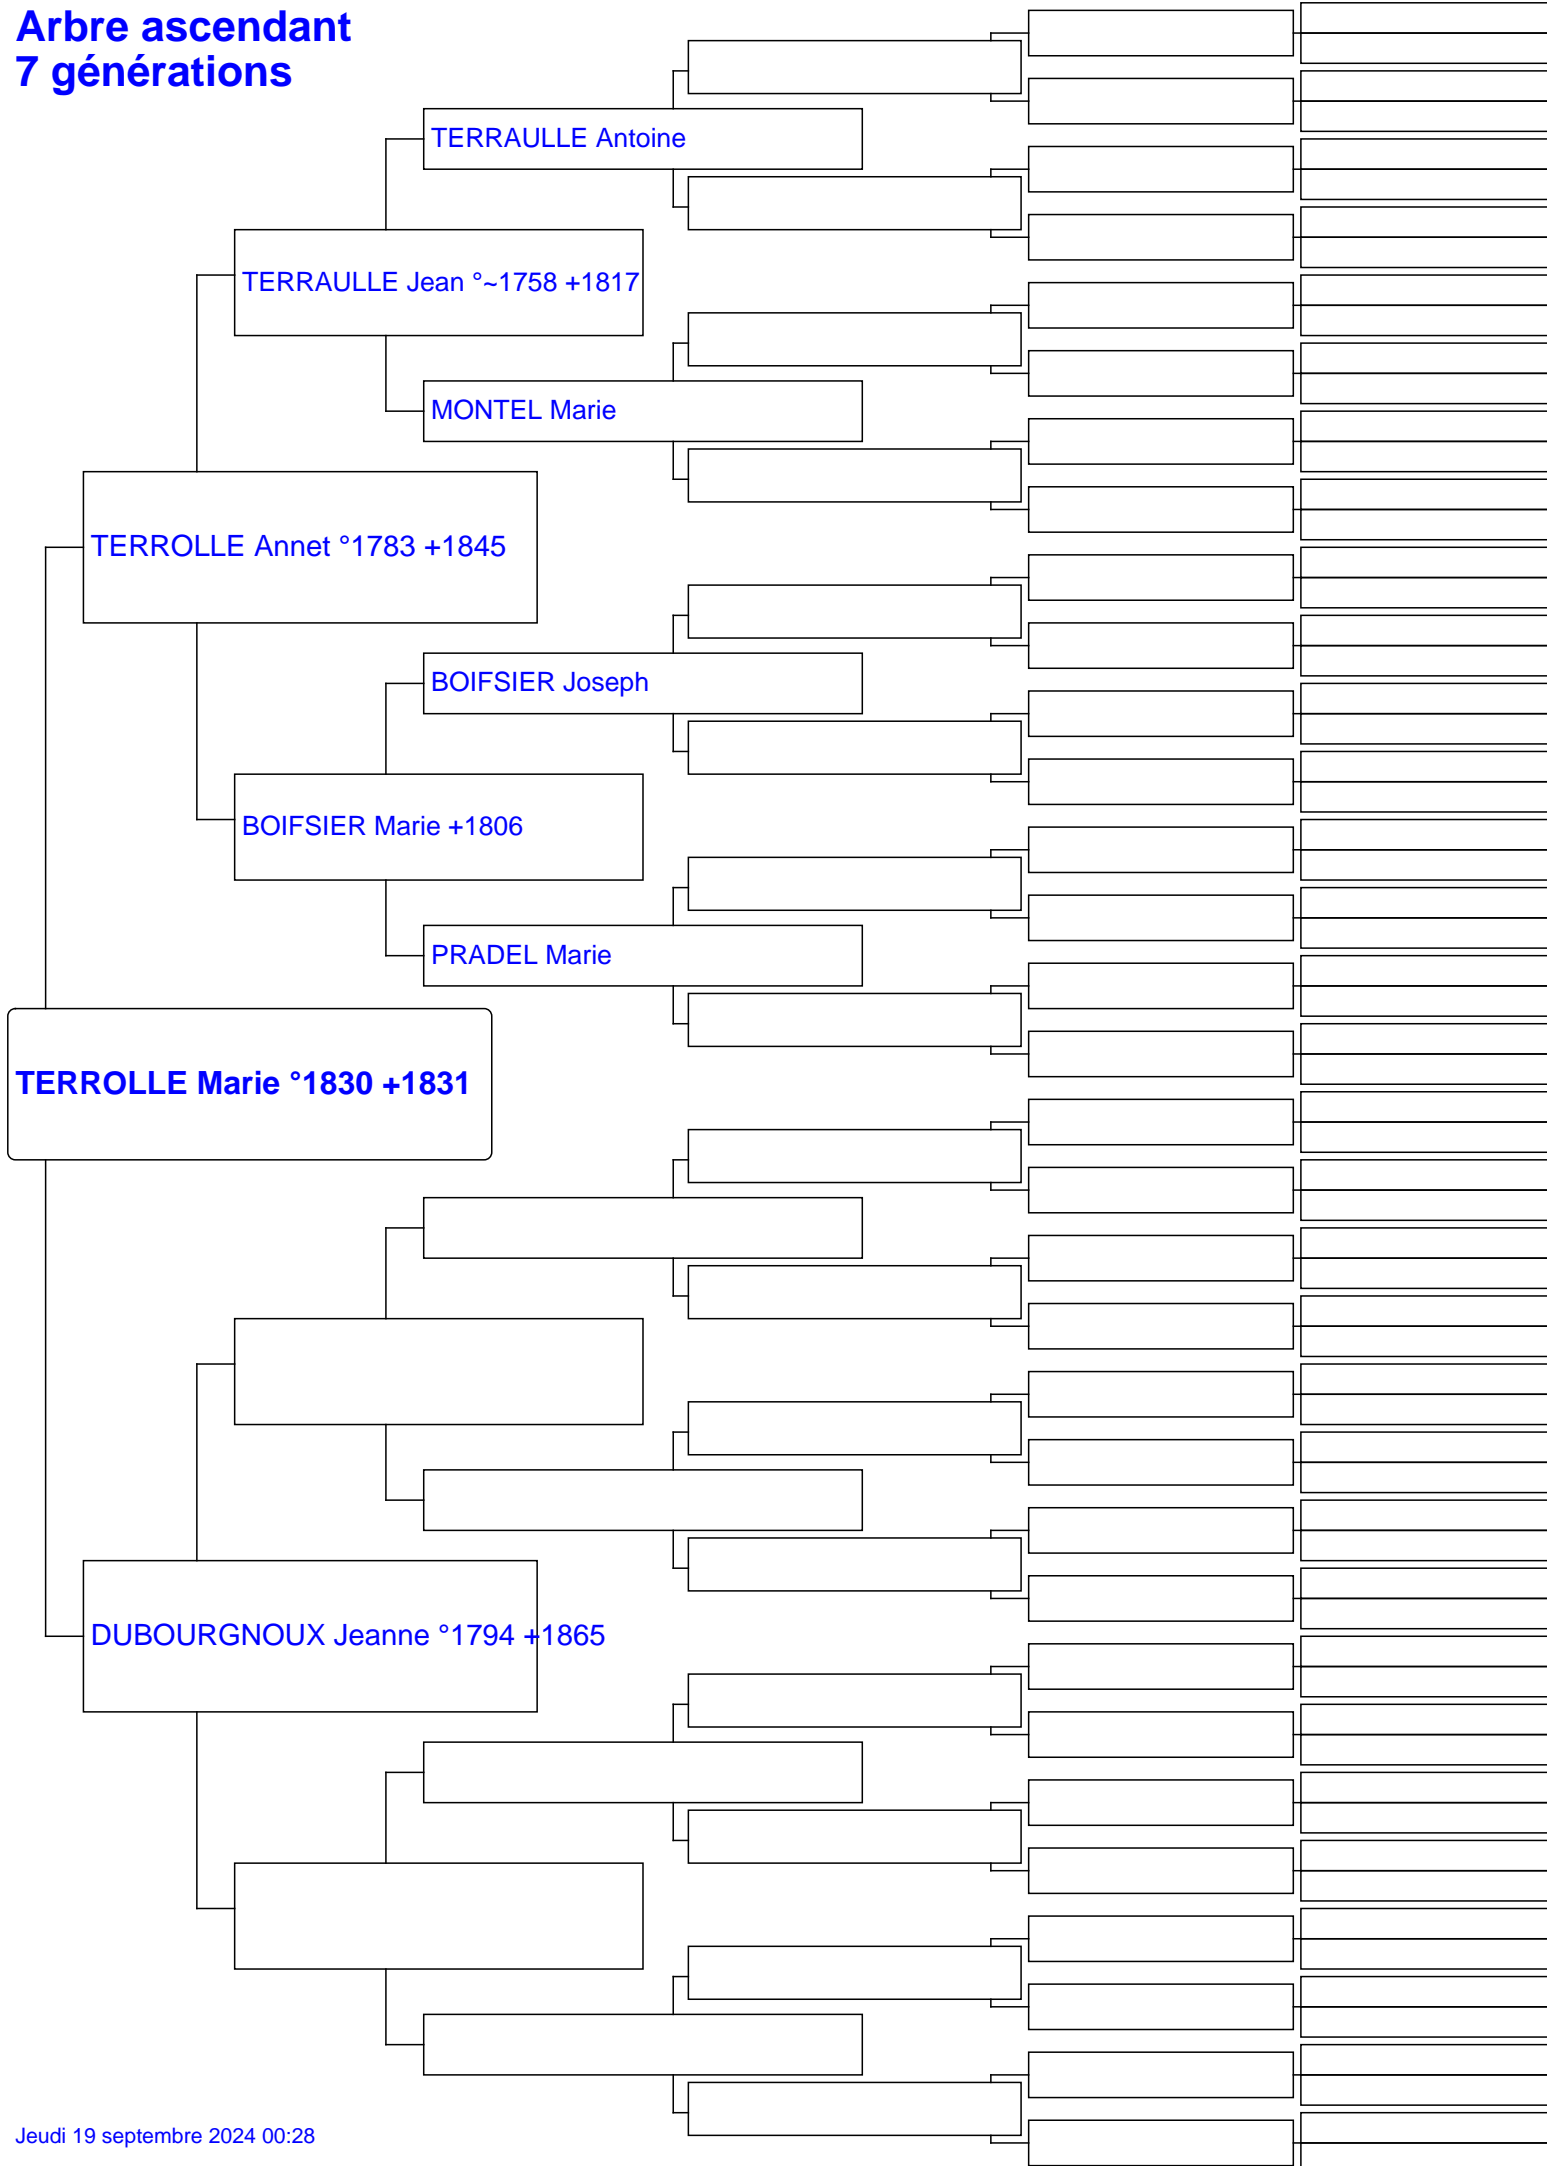 Arbre ascendant
7 générations
TERRAULLE Antoine
TERRAULLE Jean °~1758 +1817
MONTEL Marie
TERROLLE Annet °1783 +1845
BOIFSIER Joseph
BOIFSIER Marie +1806
PRADEL Marie
TERROLLE Marie °1830 +1831
DUBOURGNOUX Jeanne °1794 +1865
Jeudi 19 septembre 2024 00:28